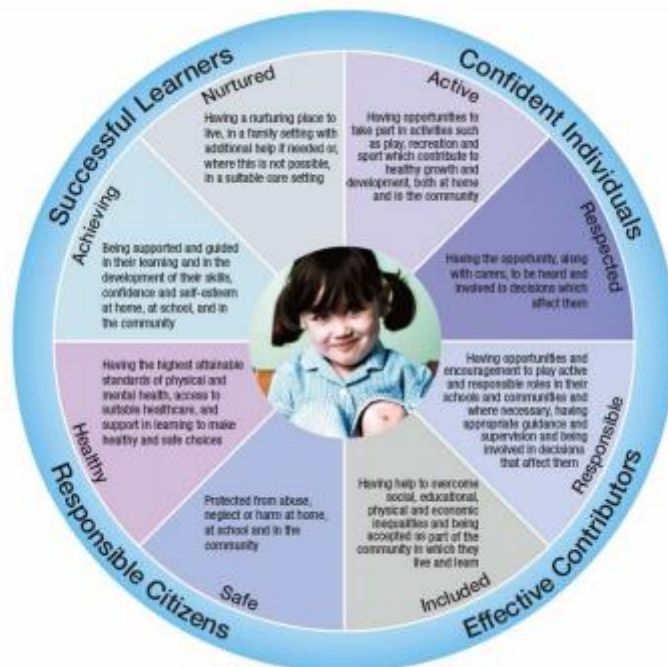 Successful Learners
Confident Individuals
Nurtured
Having a nurturing place to
live, in a family setting with
additional help if needed or,
where this is not possible,
in a suitable care setting
Active
Having opportunities to
take part in activities such
as play, recreation and
sport which contribute to
healthy growth and
development, both at home
and in the community
Achieving
Being supported and guided
in their learning and in the
development of their skills,
confidence and self-esteem
at home, at school, and in
the community
Respected
Having the opportunity, along
with carers, to be heard and
involved in decisions which
affect them
Healthy
Having the highest attainable
standards of physical and
mental health, access to
suitable healthcare, and
support in learning to make
healthy and safe choices
Responsible
Having opportunities and
encouragement to play active
and responsible roles in their
schools and communities and
where necessary, having
appropriate guidance and
supervision and being
involved in decisions
that affect them
Safe
Protected from abuse,
neglect or harm at home,
at school and in the
community
Included
Having help to overcome
social, educational,
physical and economic
inequalities and being
accepted as part of the
community in which they
live and learn
Responsible Citizens
Effective Contributors